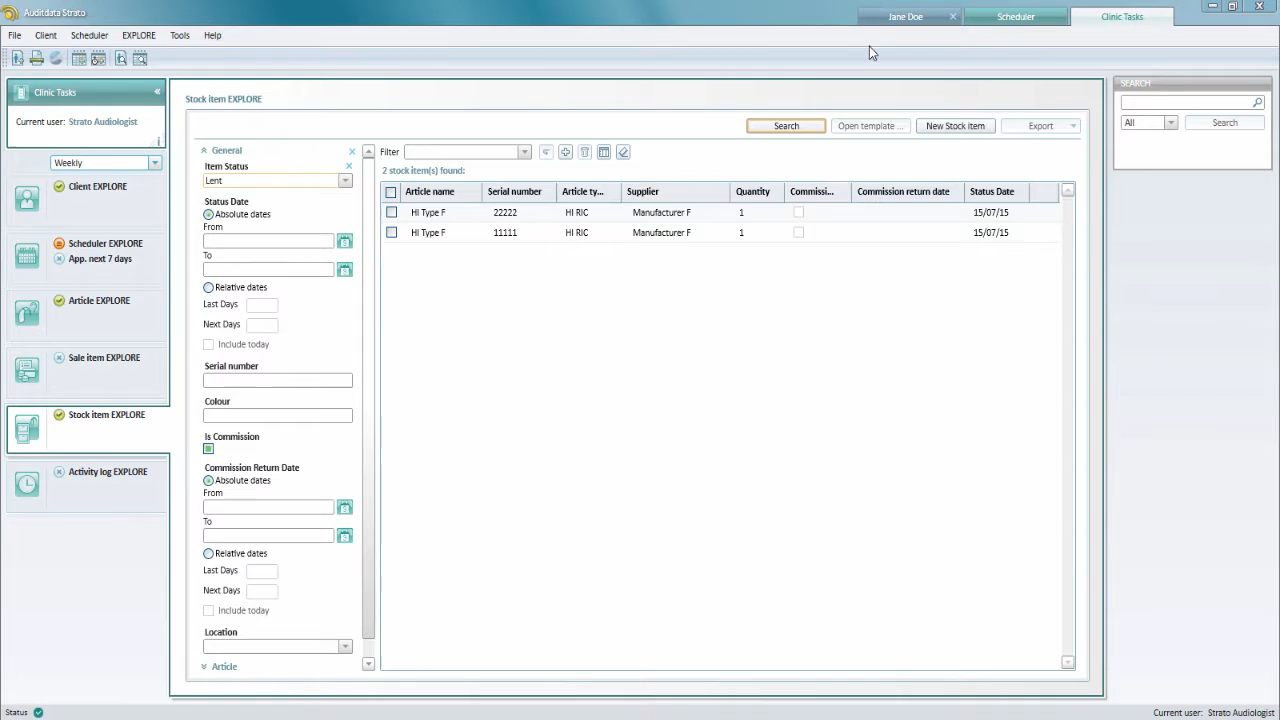 Auditdata Strato
Jane Doe
Scheduler
Clinic Tasks
File Client Scheduler EXPLORE Tools Help
Clinic Tasks
Current user: Strato Audiologist
Weekly
Client EXPLORE
Scheduler EXPLORE
App. next 7 days
Article EXPLORE
Sale item EXPLORE
Stock item EXPLORE
Activity log EXPLORE
Stock item EXPLORE
Search Open template ... New Stock item Export
General
Item Status
Lent
Status Date
Absolute dates
From
To
Relative dates
Last Days
Next Days
Include today
Serial number
Colour
Is Commission
Commission Return Date
Absolute dates
From
To
Relative dates
Last Days
Next Days
Include today
Location
Article
Filter
2 stock item(s) found:
Article name Serial number Article ty... Supplier Quantity Commissi... Commission return date Status Date
HI Type F 22222 HI RIC Manufacturer F 1 15/07/15
HI Type F 11111 HI RIC Manufacturer F 1 15/07/15
SEARCH
All Search
Status
Current user: Strato Audiologist